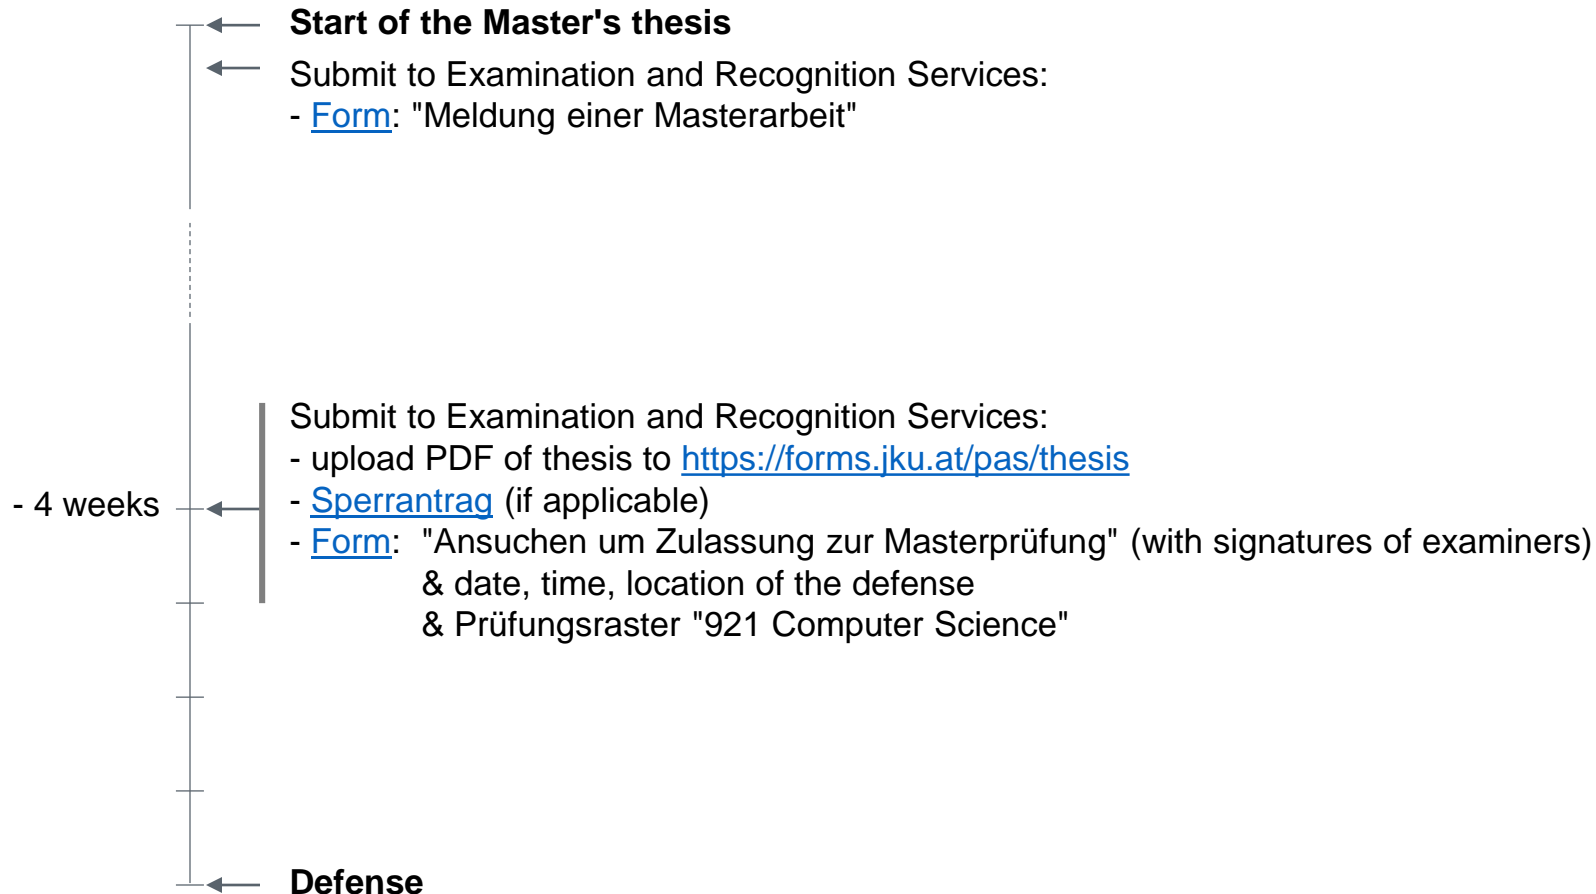 Start of the Master's thesis
Submit to Examination and Recognition Services:
- Form: "Meldung einer Masterarbeit"
Submit to Examination and Recognition Services:
- upload PDF of thesis to https://forms.jku.at/pas/thesis
- 4 weeks
- Sperrantrag (if applicable)
- Form: "Ansuchen um Zulassung zur Masterprüfung" (with signatures of examiners)
& date, time, location of the defense
& Prüfungsraster "921 Computer Science"
Defense